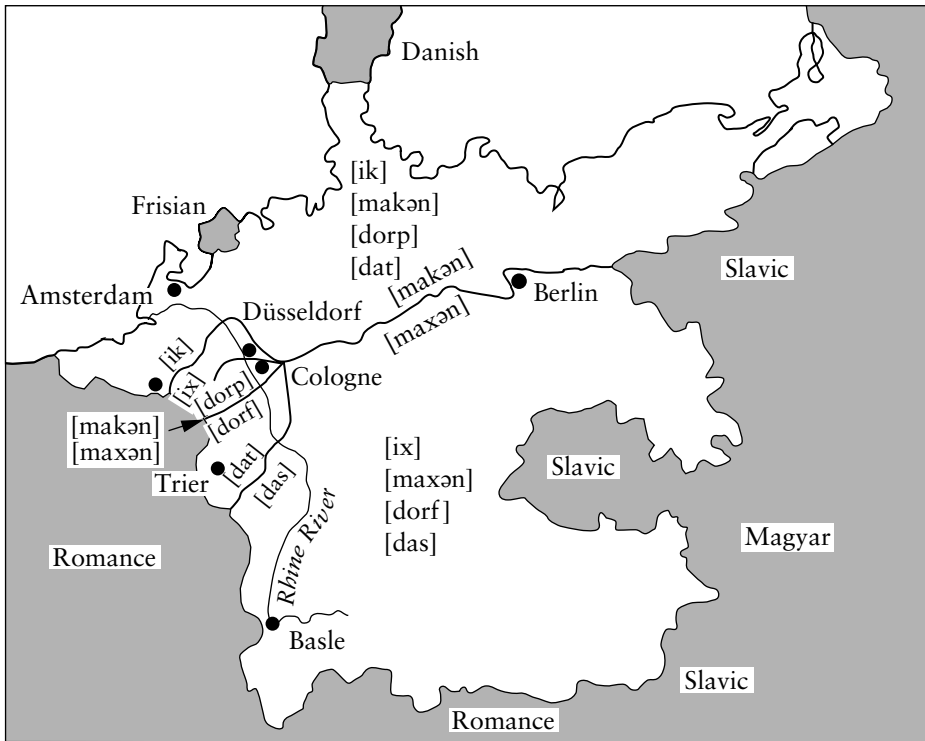 Danish
[ik]
[makən]
[dorp]
[dat]
Frisian
Slavic
Amsterdam
[makən]
[maxən]
Berlin
Düsseldorf
[ik]
[ix]
Cologne
[dorp]
[dorf]
[makən]
[maxən]
[dat]
[das]
Trier
[ix]
[maxən]
[dorf]
[das]
Slavic
Magyar
Romance
Rhine River
Basle
Slavic
Romance